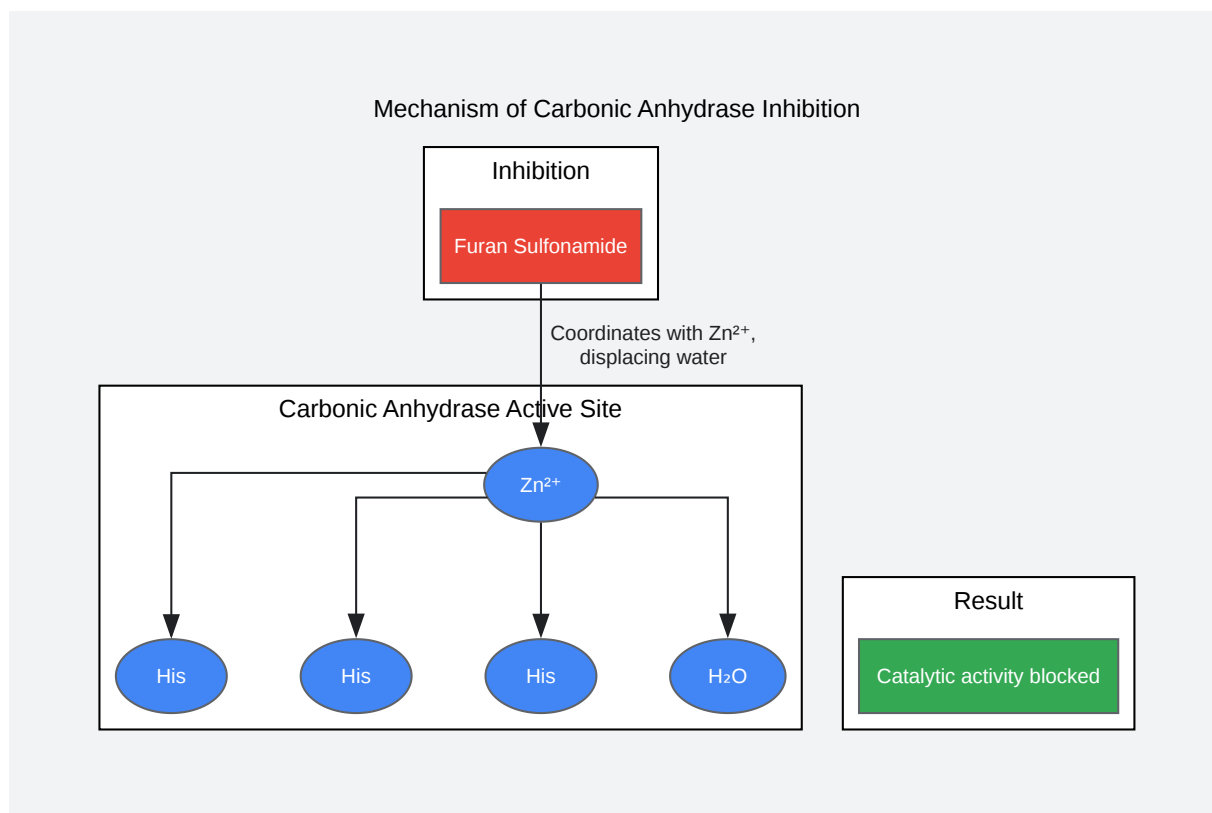 Mechanism of Carbonic Anhydrase Inhibition
Inhibition
Furan Sulfonamide
Coordinates with Zn²⁺,
displacing water
Carbonic Anhydrase Active Site
Zn²⁺
Result
His
His
His
H₂O
Catalytic activity blocked